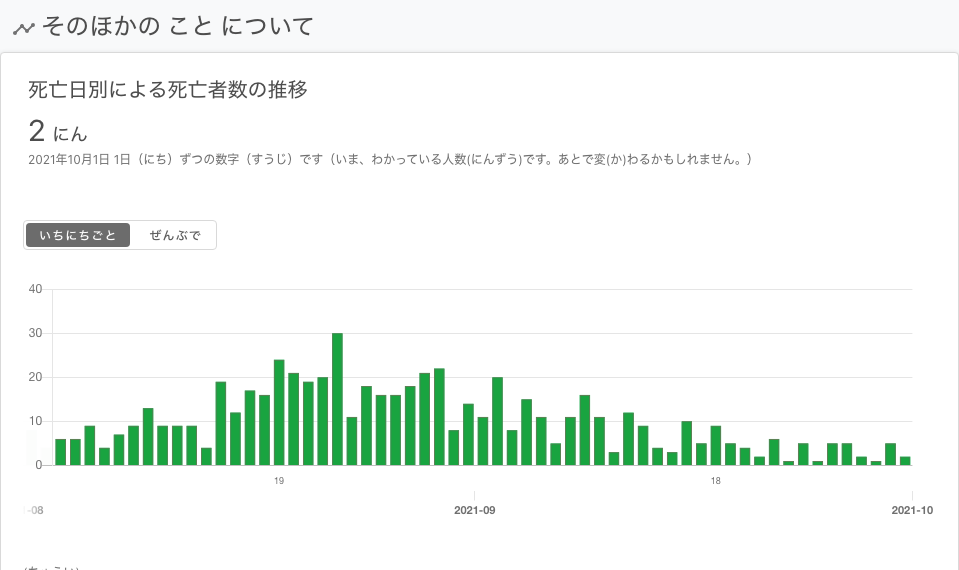 そのほかの こと について
死亡日別による死亡者数の推移
2 にん
2021年10月1日 1日（にち）ずつの数字（すうじ）です（いま、わかっている人数(にんずう)です。あとで変(か)わるかもしれません。）
いちにちごと ぜんぶで
40
30
20
10
0
19 18
-08 2021-09 2021-10